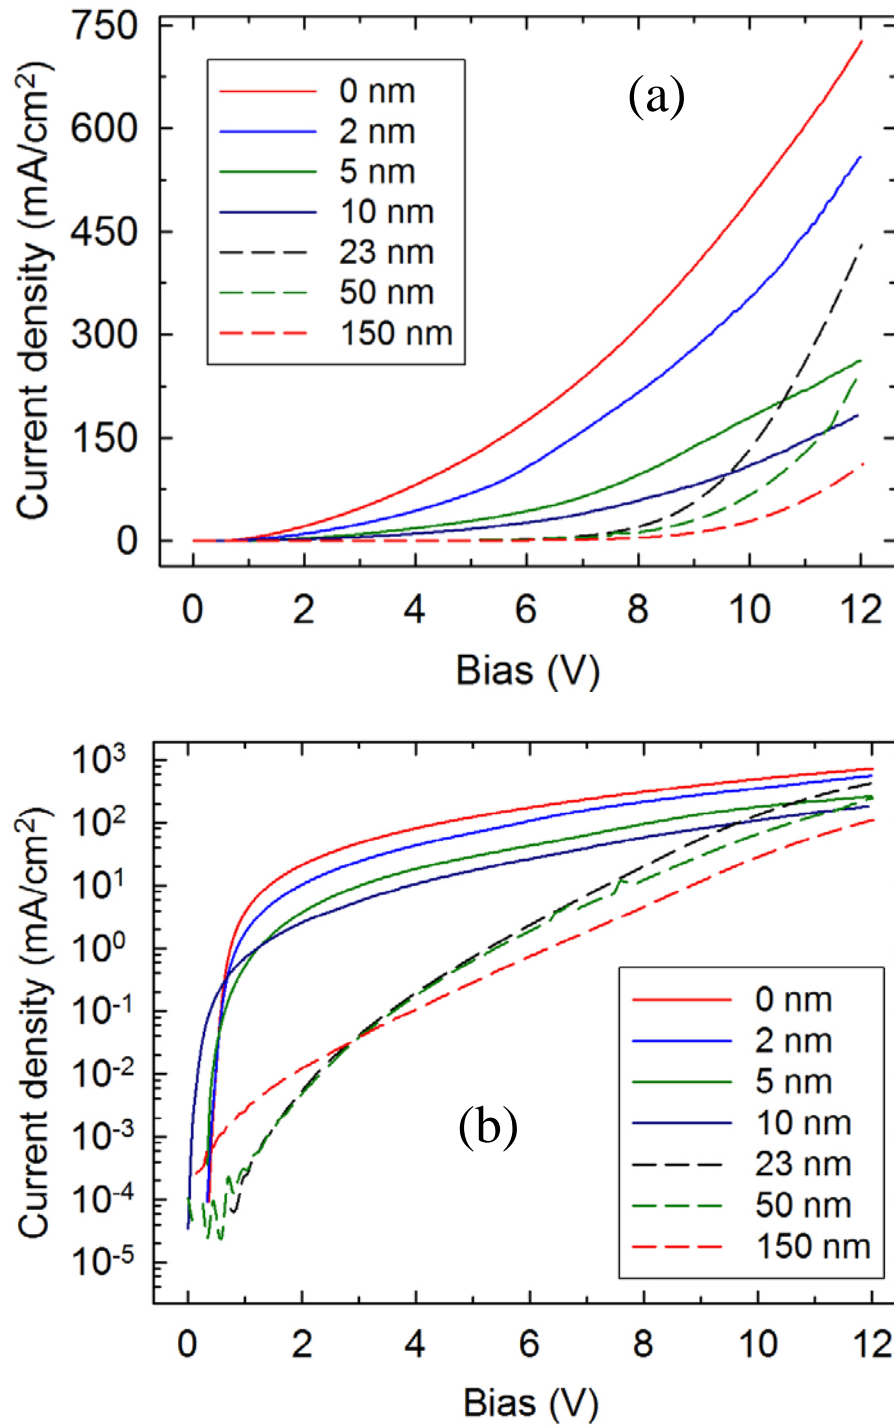 750
600
450
300
150
0
Current density (mA/cm²)
0 nm
2 nm
5 nm
10 nm
23 nm
50 nm
150 nm
(a)
0 2 4 6 8 10 12
Bias (V)
10³
10²
10¹
10⁰
10⁻¹
10⁻²
10⁻³
10⁻⁴
10⁻⁵
Current density (mA/cm²)
(b)
0 nm
2 nm
5 nm
10 nm
23 nm
50 nm
150 nm
0 2 4 6 8 10 12
Bias (V)